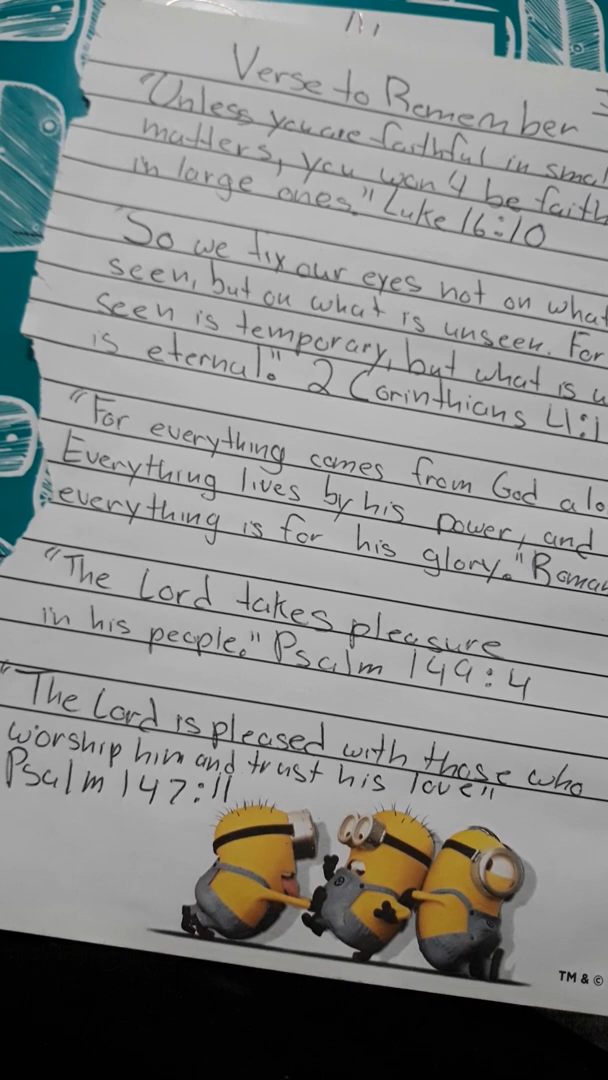 Verse to Remember
"Unless you are faithful in smal
matters, you won't be faith
in large ones." Luke 16:10
So we fix our eyes not on what
seen, but on what is unseen. For
seen is temporary, but what is u
is eternal." 2 Corinthians 4:1
"For everything comes from God alo
Everything lives by his power, and
everything is for his glory." Roman
"The Lord takes pleasure
in his people." Psalm 149:4
"The Lord is pleased with those who
worship him and trust his love"
Psalm 147:11
TM & ©